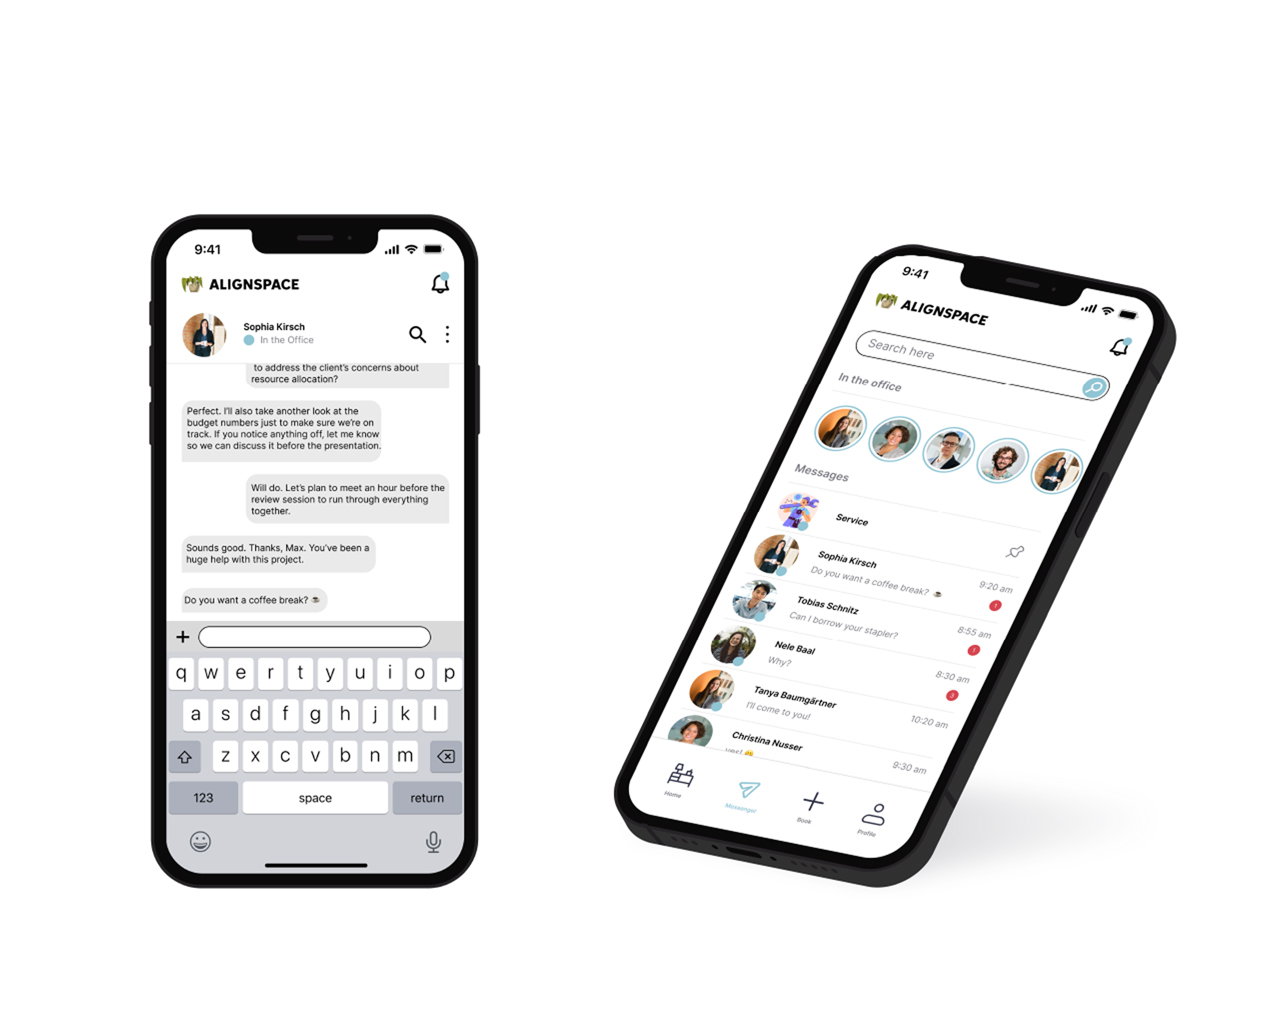 9:41
ALIGNSPACE
Sophia Kirsch
In the Office
to address the client's concerns about
resource allocation?
Perfect. I'll also take another look at the
budget numbers just to make sure we're on
track. If you notice anything off, let me know
so we can discuss it before the presentation.
Will do. Let's plan to meet an hour before the
review session to run through everything
together.
Sounds good. Thanks, Max. You've been a
huge help with this project.
Do you want a coffee break? ☕
q w e r t y u i o p
a s d f g h j k l
z x c v b n m
123 space return
9:41
ALIGNSPACE
Search here
In the office
Messages
Service
Sophia Kirsch 9:20 am
Do you want a coffee break? ☕ 1
Tobias Schnitz 8:55 am
Can I borrow your stapler? 1
Nele Baal 8:30 am
Why? 3
Tanya Baumgärtner 10:20 am
I'll come to you!
Christina Nusser 9:30 am
yes!
Home Messenger Book Profile